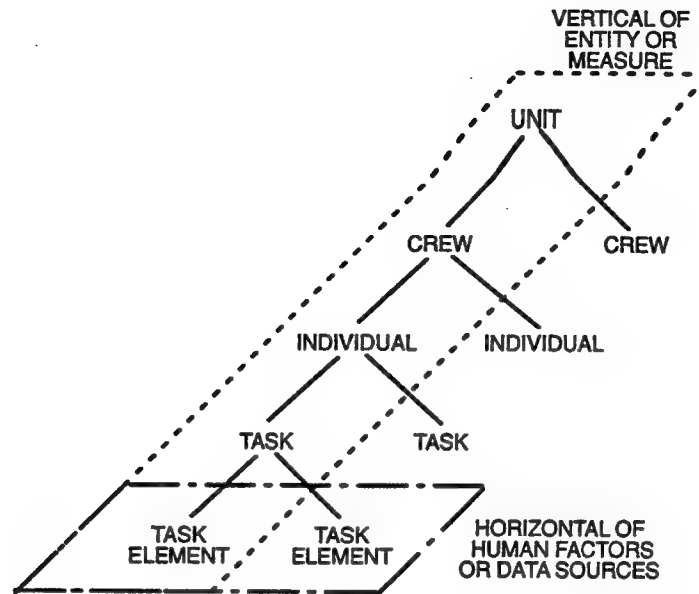 VERTICAL OF
ENTITY OR
MEASURE
UNIT
CREW
CREW
INDIVIDUAL
INDIVIDUAL
TASK
TASK
TASK
ELEMENT
TASK
ELEMENT
HORIZONTAL OF
HUMAN FACTORS
OR DATA SOURCES